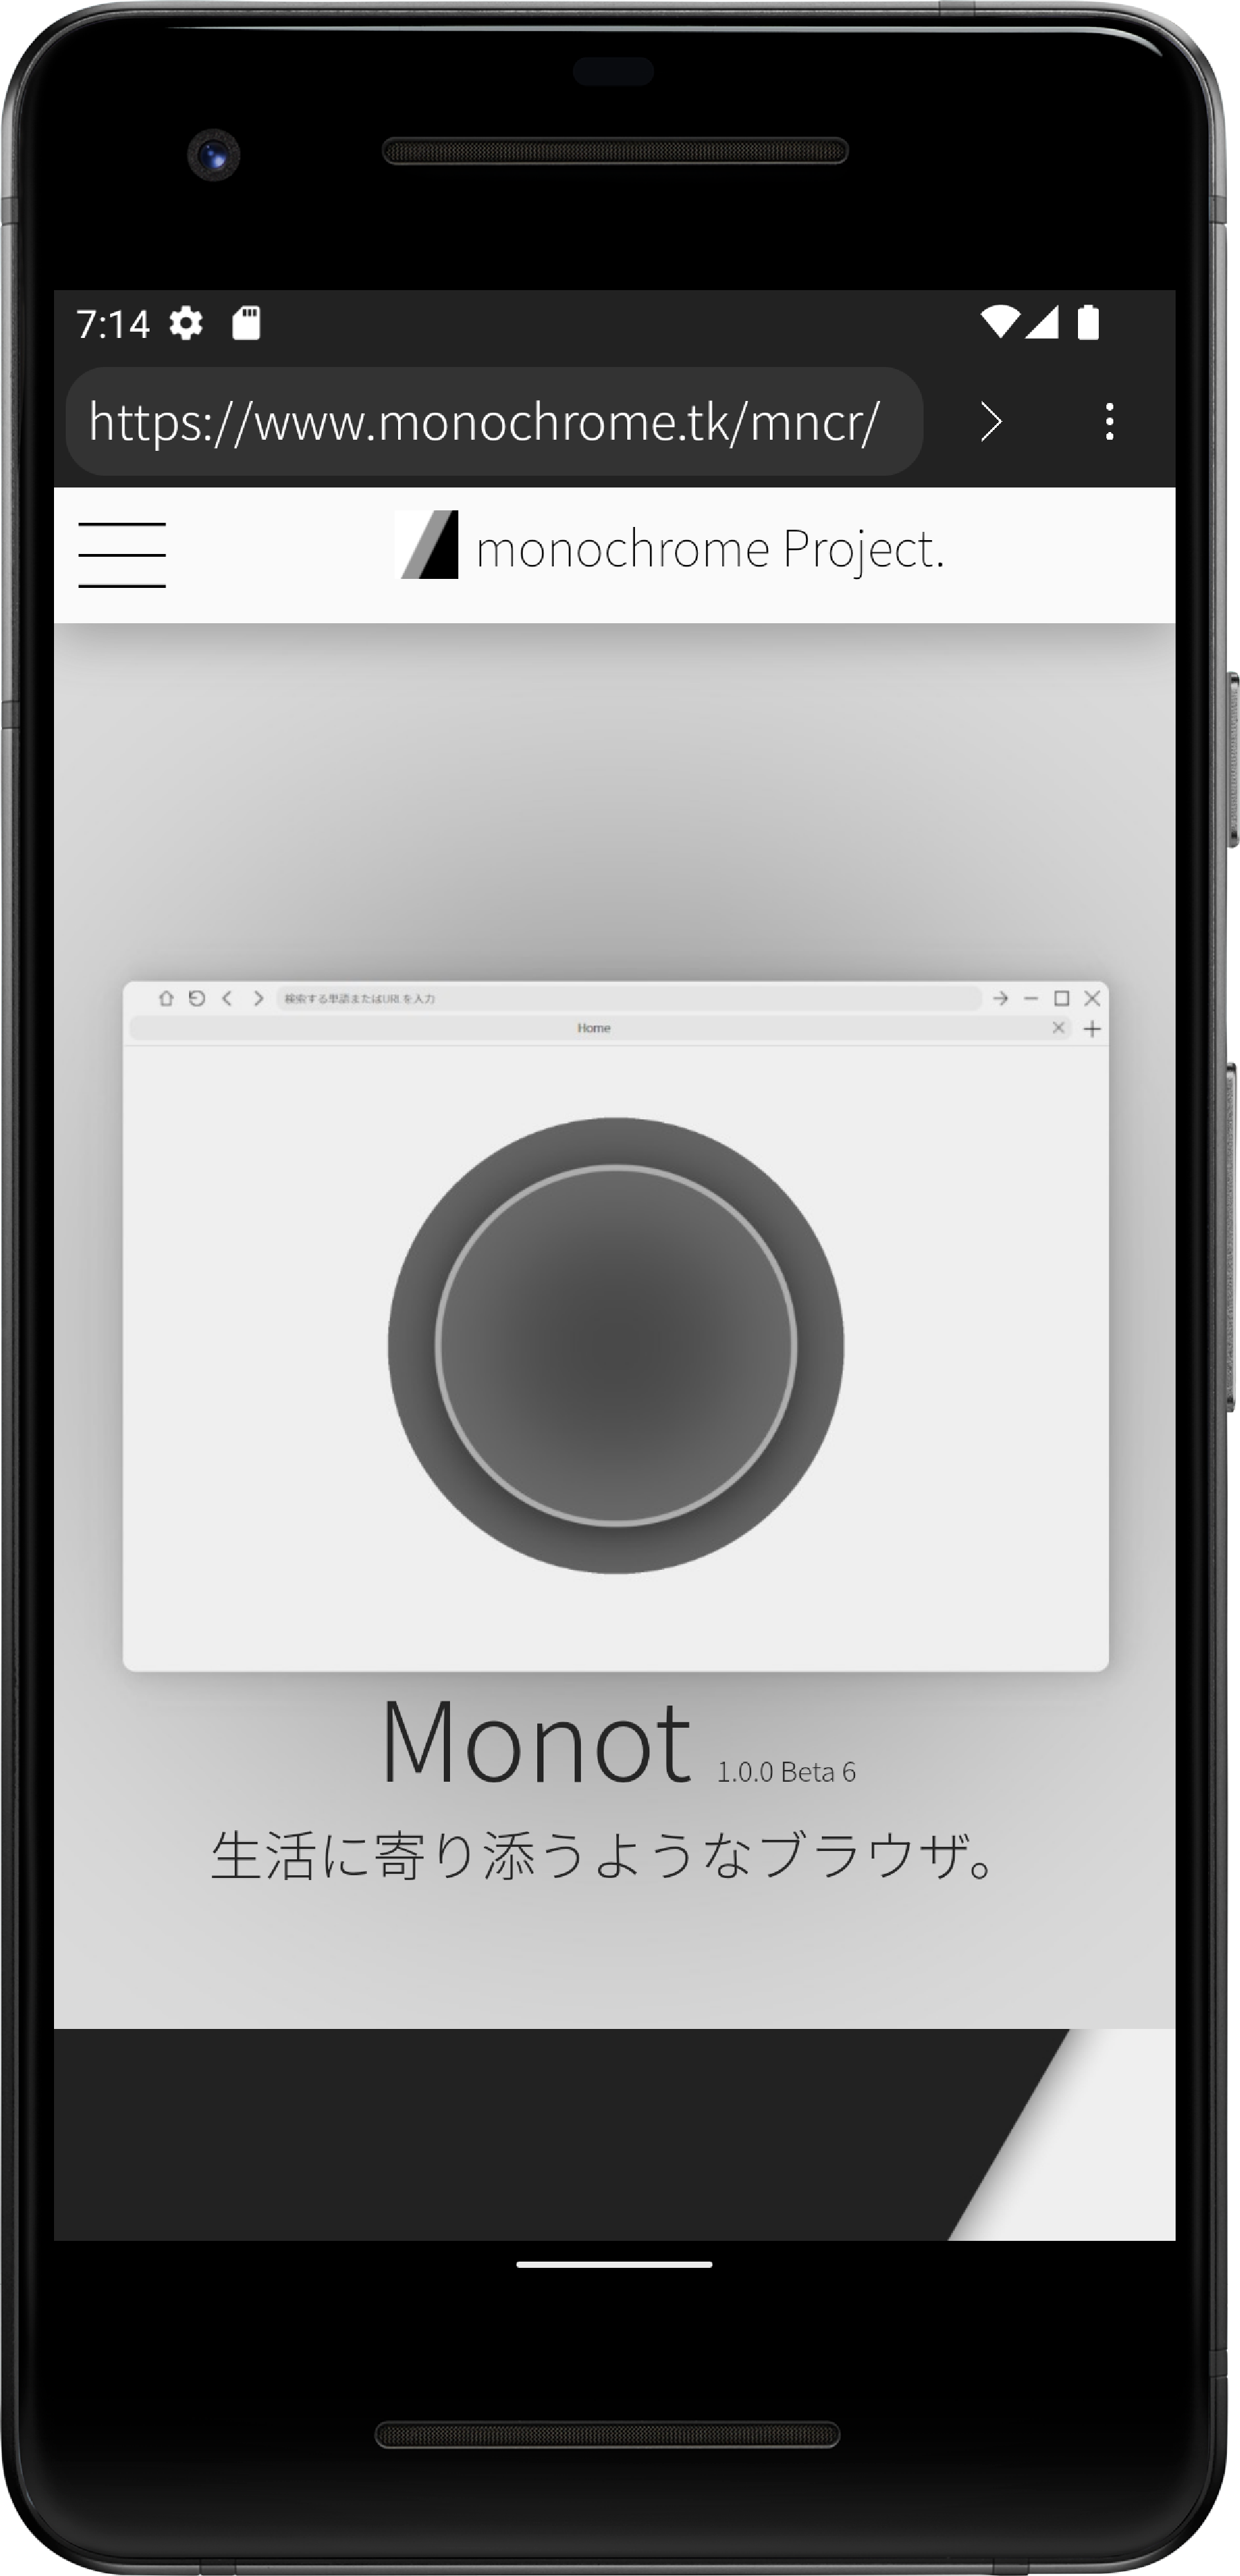 7:14
https://www.monochrome.tk/mncr/
monochrome Project.
検索する単語またはURLを入力
Home
Monot 1.0.0 Beta 6
生活に寄り添うようなブラウザ。